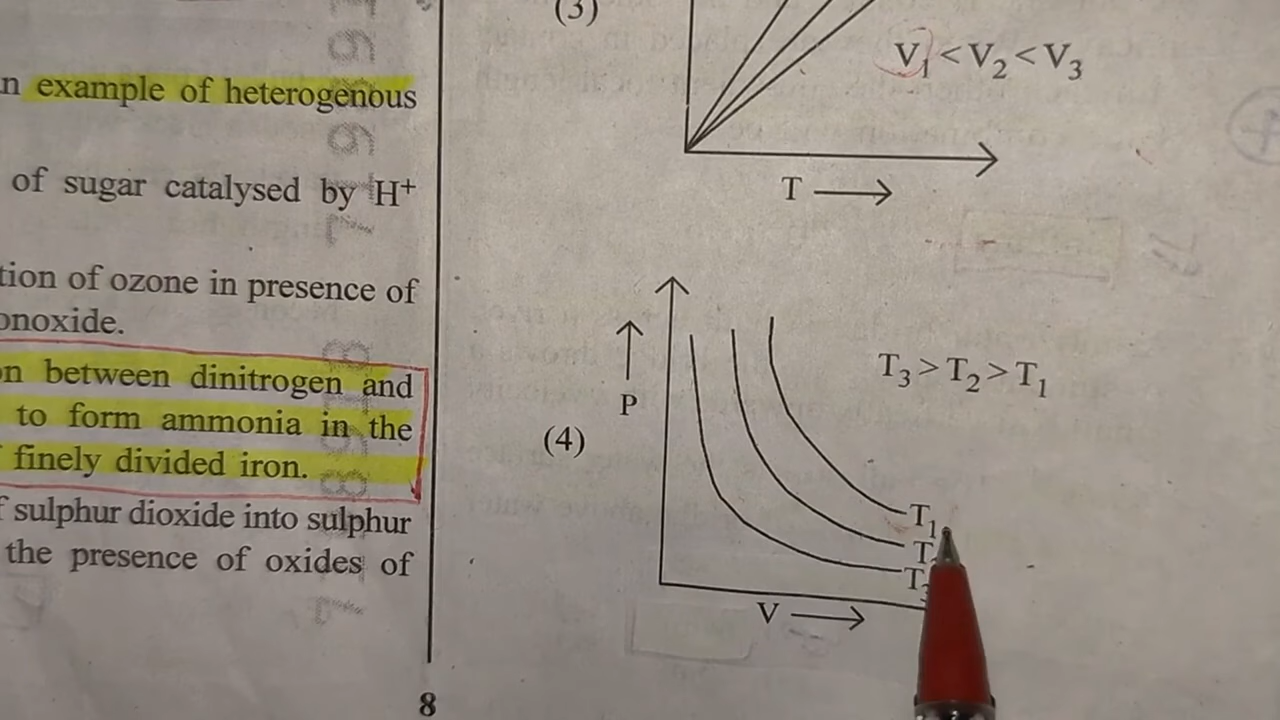 n example of heterogenous
of sugar catalysed by H⁺
tion of ozone in presence of
onoxide.
on between dinitrogen and
to form ammonia in the
finely divided iron.
f sulphur dioxide into sulphur
the presence of oxides of
8
(3)
V₁ < V₂ < V₃
T
P
T₃ > T₂ > T₁
(4)
T₁
T
T₃
V